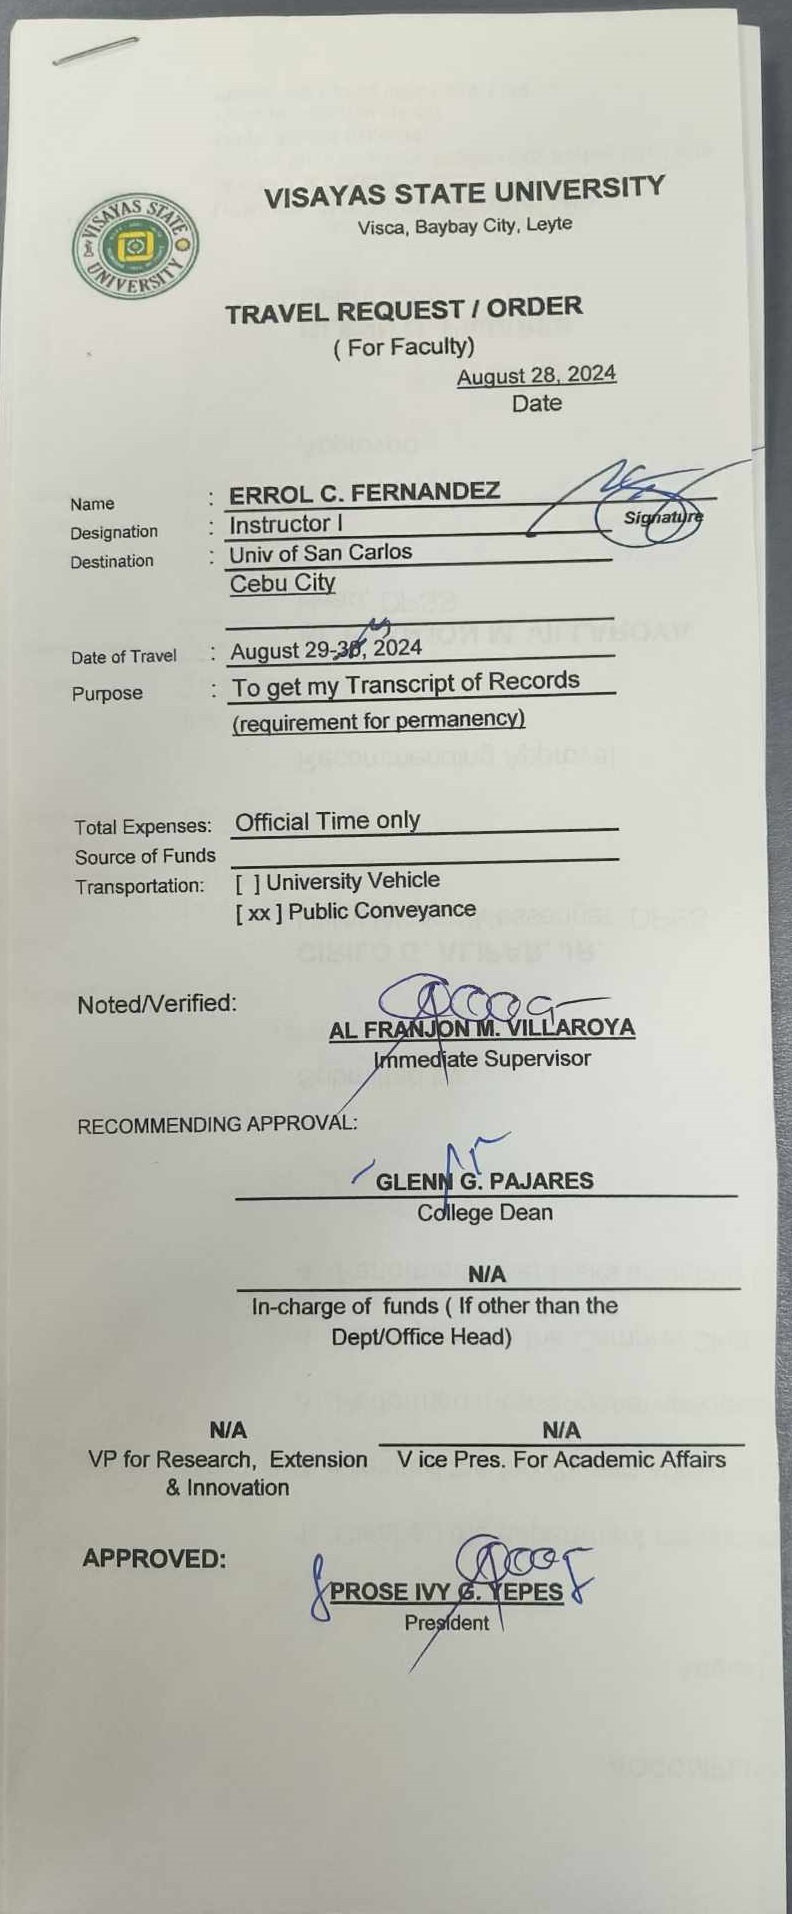 VISAYAS STATE UNIVERSITY
VISAYAS STATE UNIVERSITY
Visca, Baybay City, Leyte
TRAVEL REQUEST / ORDER
( For Faculty)
August 28, 2024
Date
Name : ERROL C. FERNANDEZ
Signature
Designation : Instructor I
Destination : Univ of San Carlos
Cebu City
Date of Travel : August 29-30, 2024
Purpose : To get my Transcript of Records
(requirement for permanency)
Total Expenses: Official Time only
Source of Funds
Transportation: [ ] University Vehicle
[ xx ] Public Conveyance
Noted/Verified:
AL FRANJON M. VILLAROYA
Immediate Supervisor
RECOMMENDING APPROVAL:
GLENN G. PAJARES
College Dean
N/A
In-charge of funds ( If other than the
Dept/Office Head)
N/A N/A
VP for Research, Extension V ice Pres. For Academic Affairs
& Innovation
APPROVED:
PROSE IVY G. YEPES
President